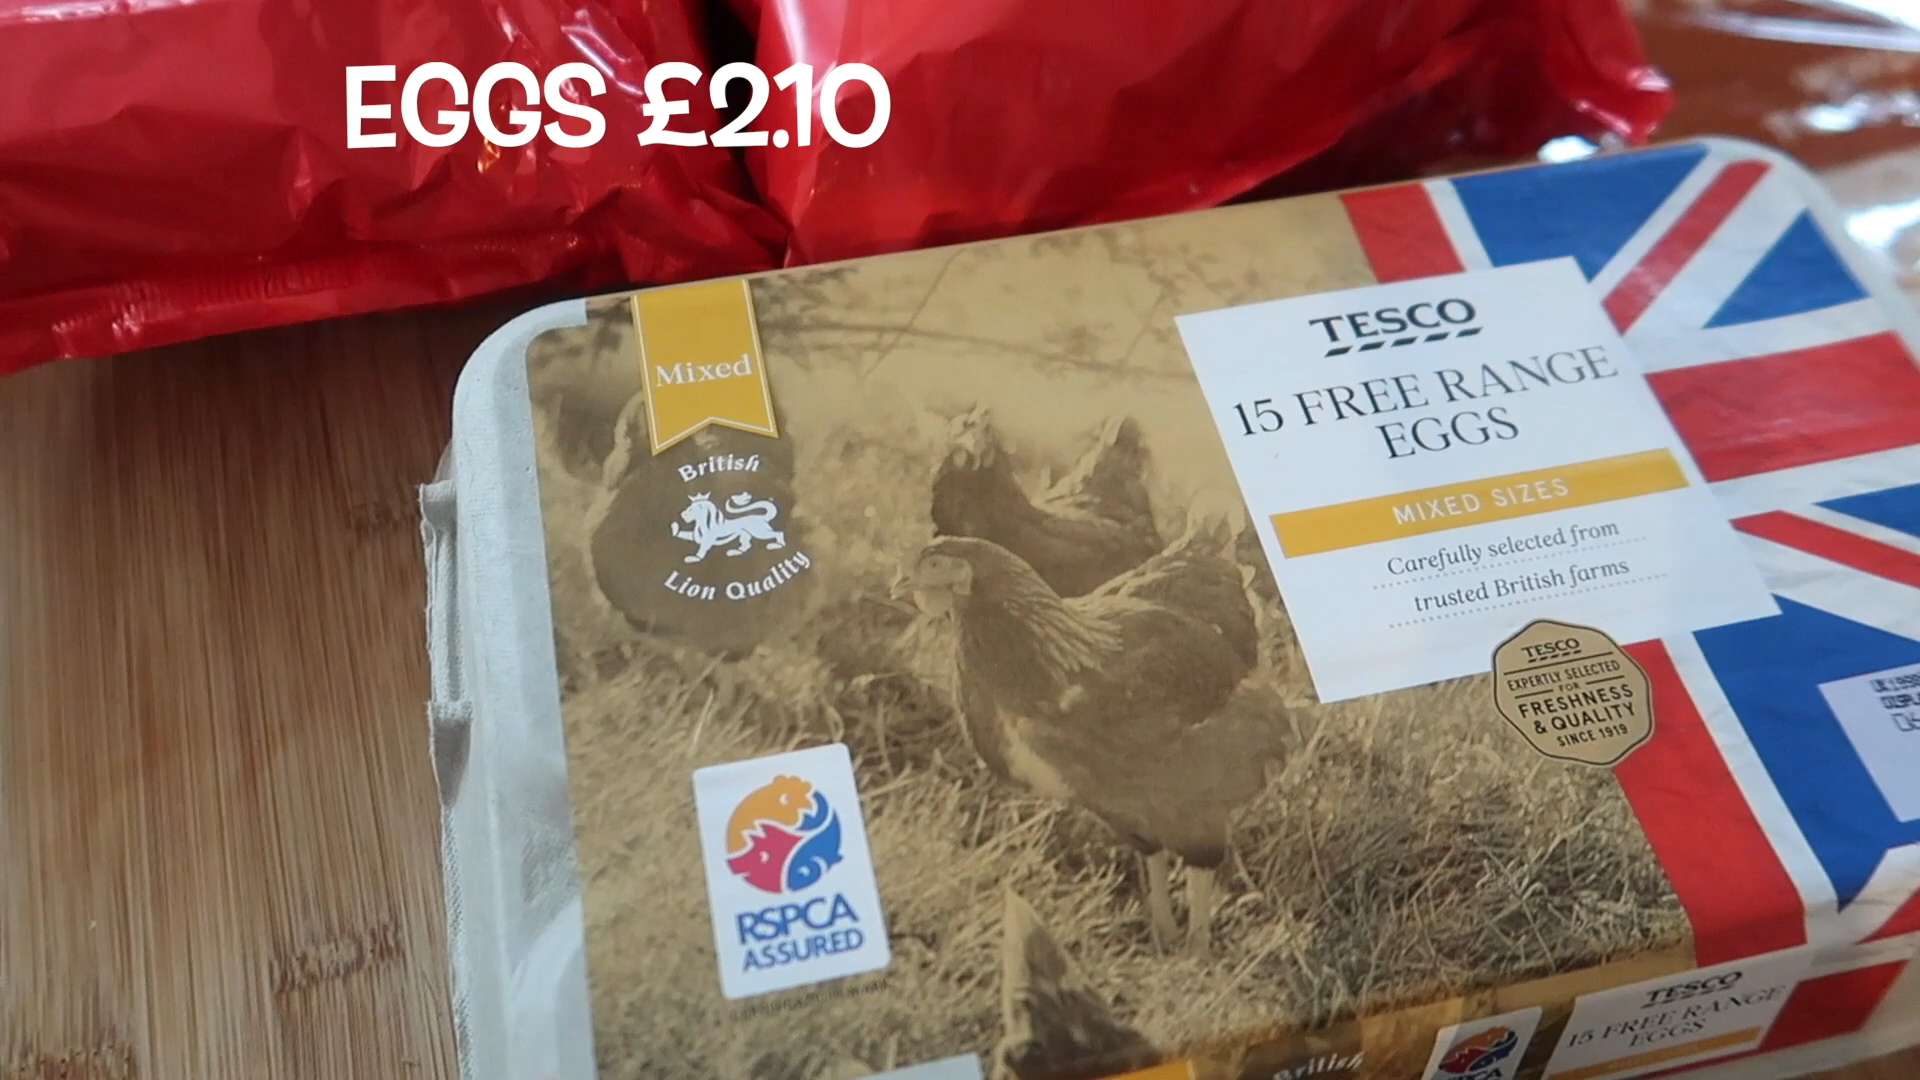 EGGS £2.10
Mixed
British
Lion Quality
TESCO
15 FREE RANGE
EGGS
MIXED SIZES
Carefully selected from
trusted British farms
TESCO
EXPERTLY SELECTED
FOR
FRESHNESS
& QUALITY
SINCE 1919
RSPCA
ASSURED
TESCO
15 FREE RANGE
EGGS
British